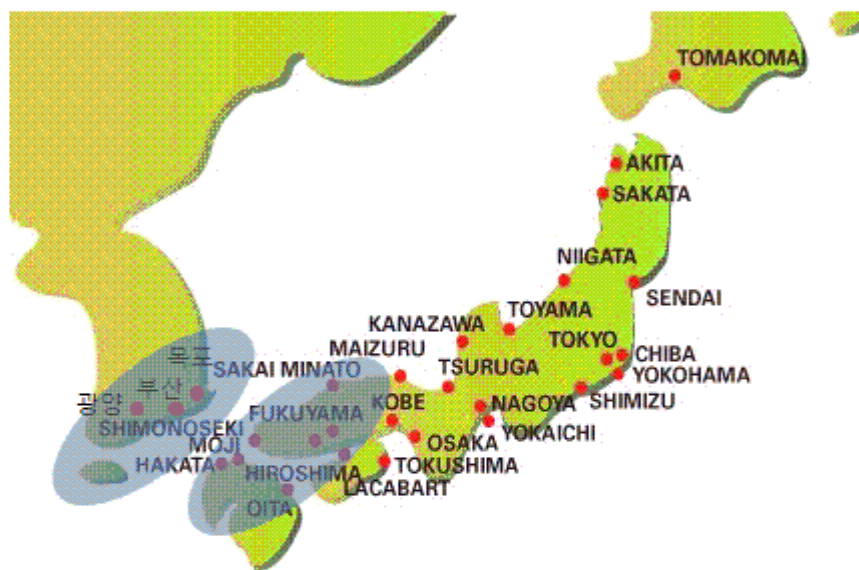 TOMAKOMAI
AKITA
SAKATA
NIIGATA
SENDAI
TOYAMA
KANAZAWA
TOKYO
CHIBA
MAIZURU
YOKOHAMA
목포
SAKAI MINATO
TSURUGA
부산
광양
SHIMIZU
NAGOYA
FUKUYAMA
KOBE
SHIMONOSEKI
YOKAICHI
MOJI
OSAKA
HAKATA
HIROSHIMA
TOKUSHIMA
LACABART
OITA